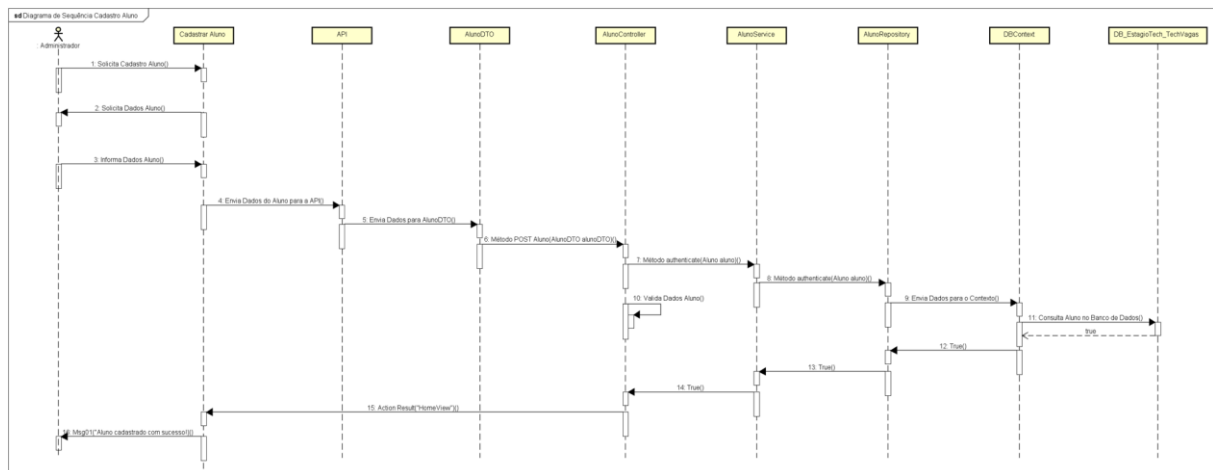 sd Diagrama de Sequência Cadastro Aluno
: Administrador
Cadastrar Aluno
API
AlunoDTO
AlunoController
AlunoService
AlunoRepository
DBContext
DB_EstagioTech_TechVagas
1: Solicita Cadastro Aluno()
2: Solicita Dados Aluno()
3: Informa Dados Aluno()
4: Envia Dados do Aluno para a API()
5: Envia Dados para AlunoDTO()
6: Método POST Aluno(AlunoDTO alunoDTO)()
7: Método authenticate(Aluno aluno)()
8: Método authenticate(Aluno aluno)()
10: Valida Dados Aluno()
9: Envia Dados para o Contexto()
11: Consulta Aluno no Banco de Dados()
true
12: True()
13: True()
14: True()
15: Action Result("HomeView")()
16: Msg01("Aluno cadastrado com sucesso!)()